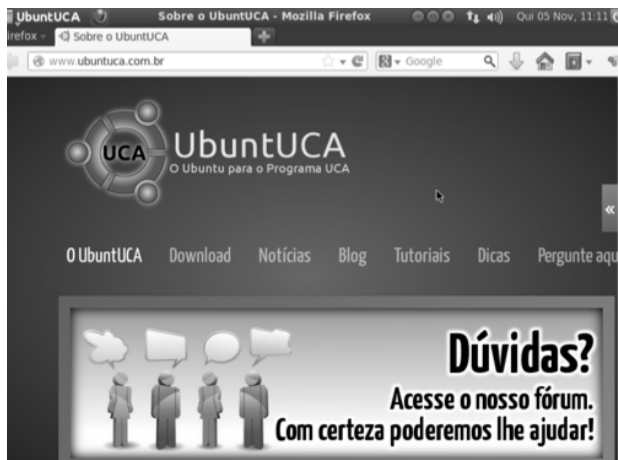 UbuntUCA Sobre o UbuntUCA - Mozilla Firefox Qui 05 Nov, 11:11
irefox Sobre o UbuntUCA
www.ubuntuca.com.br Google
UCA
UbuntUCA
O Ubuntu para o Programa UCA
«
O UbuntUCA Download Notícias Blog Tutoriais Dicas Pergunte aqu
Dúvidas?
Acesse o nosso fórum.
Com certeza poderemos lhe ajudar!